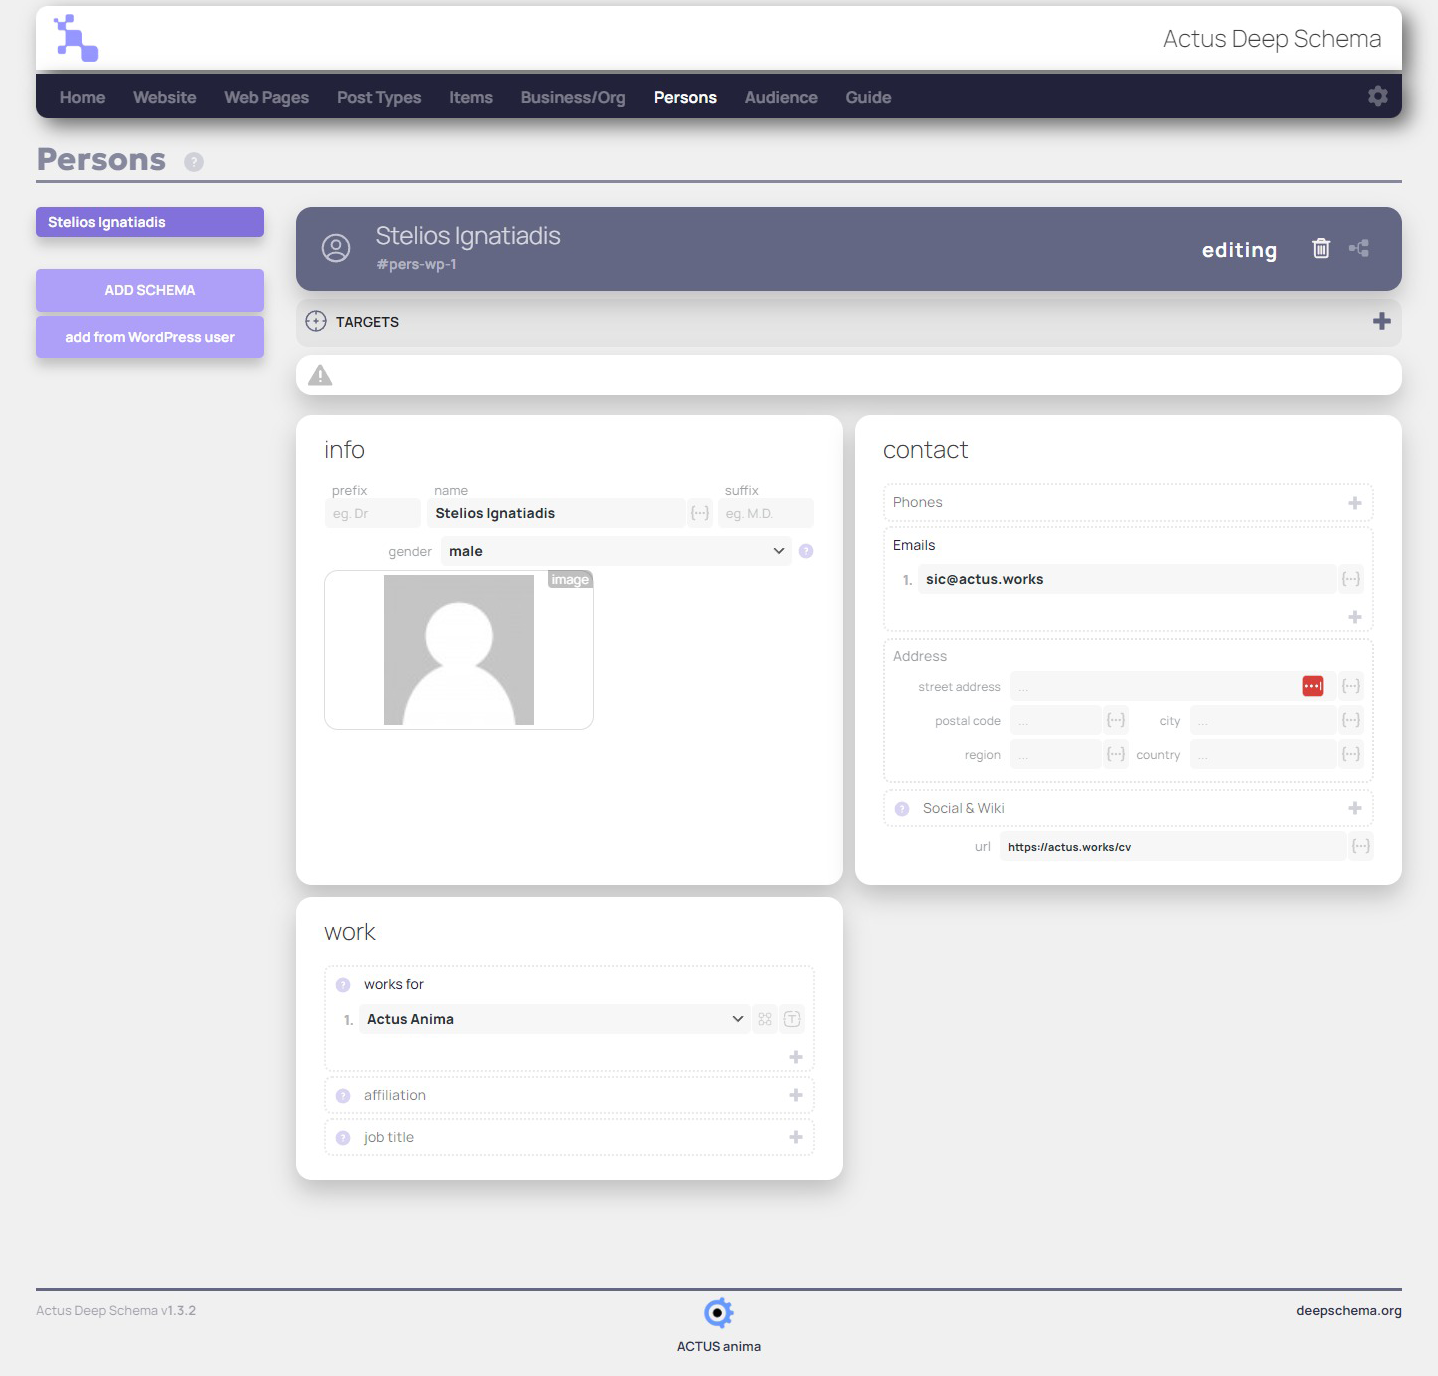 Actus Deep Schema
Home Website Web Pages Post Types Items Business/Org Persons Audience Guide
Persons ?
Stelios Ignatiadis
ADD SCHEMA
add from WordPress user
Stelios Ignatiadis
#pers-wp-1
editing
TARGETS
info
prefix name suffix
eg. Dr Stelios Ignatiadis {···} eg. M.D.
gender male ?
image
contact
Phones
Emails
1. sic@actus.works {···}
Address
street address ... {···}
postal code ... {···} city ... {···}
region ... {···} country ... {···}
? Social & Wiki
url https://actus.works/cv {···}
work
? works for
1. Actus Anima T
? affiliation
? job title
Actus Deep Schema v1.3.2
ACTUS anima
deepschema.org